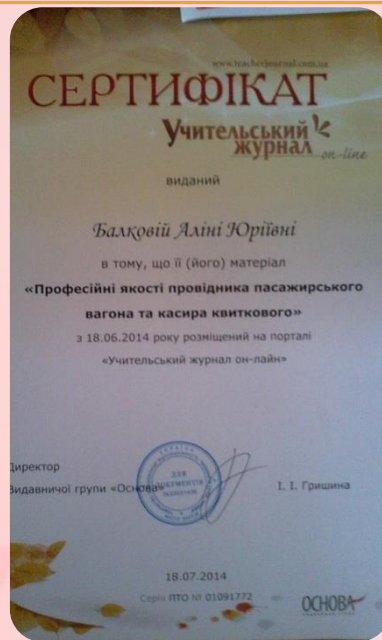 www.teacherjournal.com.ua
СЕРТИФІКАТ
Учительський
журнал on-line
виданий
Балковій Аліні Юріївні
в тому, що її (його) матеріал
«Професійні якості провідника пасажирського
вагона та касира квиткового»
з 18.06.2014 року розміщений на порталі
«Учительський журнал он-лайн»
Директор
Видавничої групи «Основа»
ДЛЯ
ДОКУМЕНТІВ
І. І. Гришина
18.07.2014
Серія ПТО № 01091772
ОСНОВА